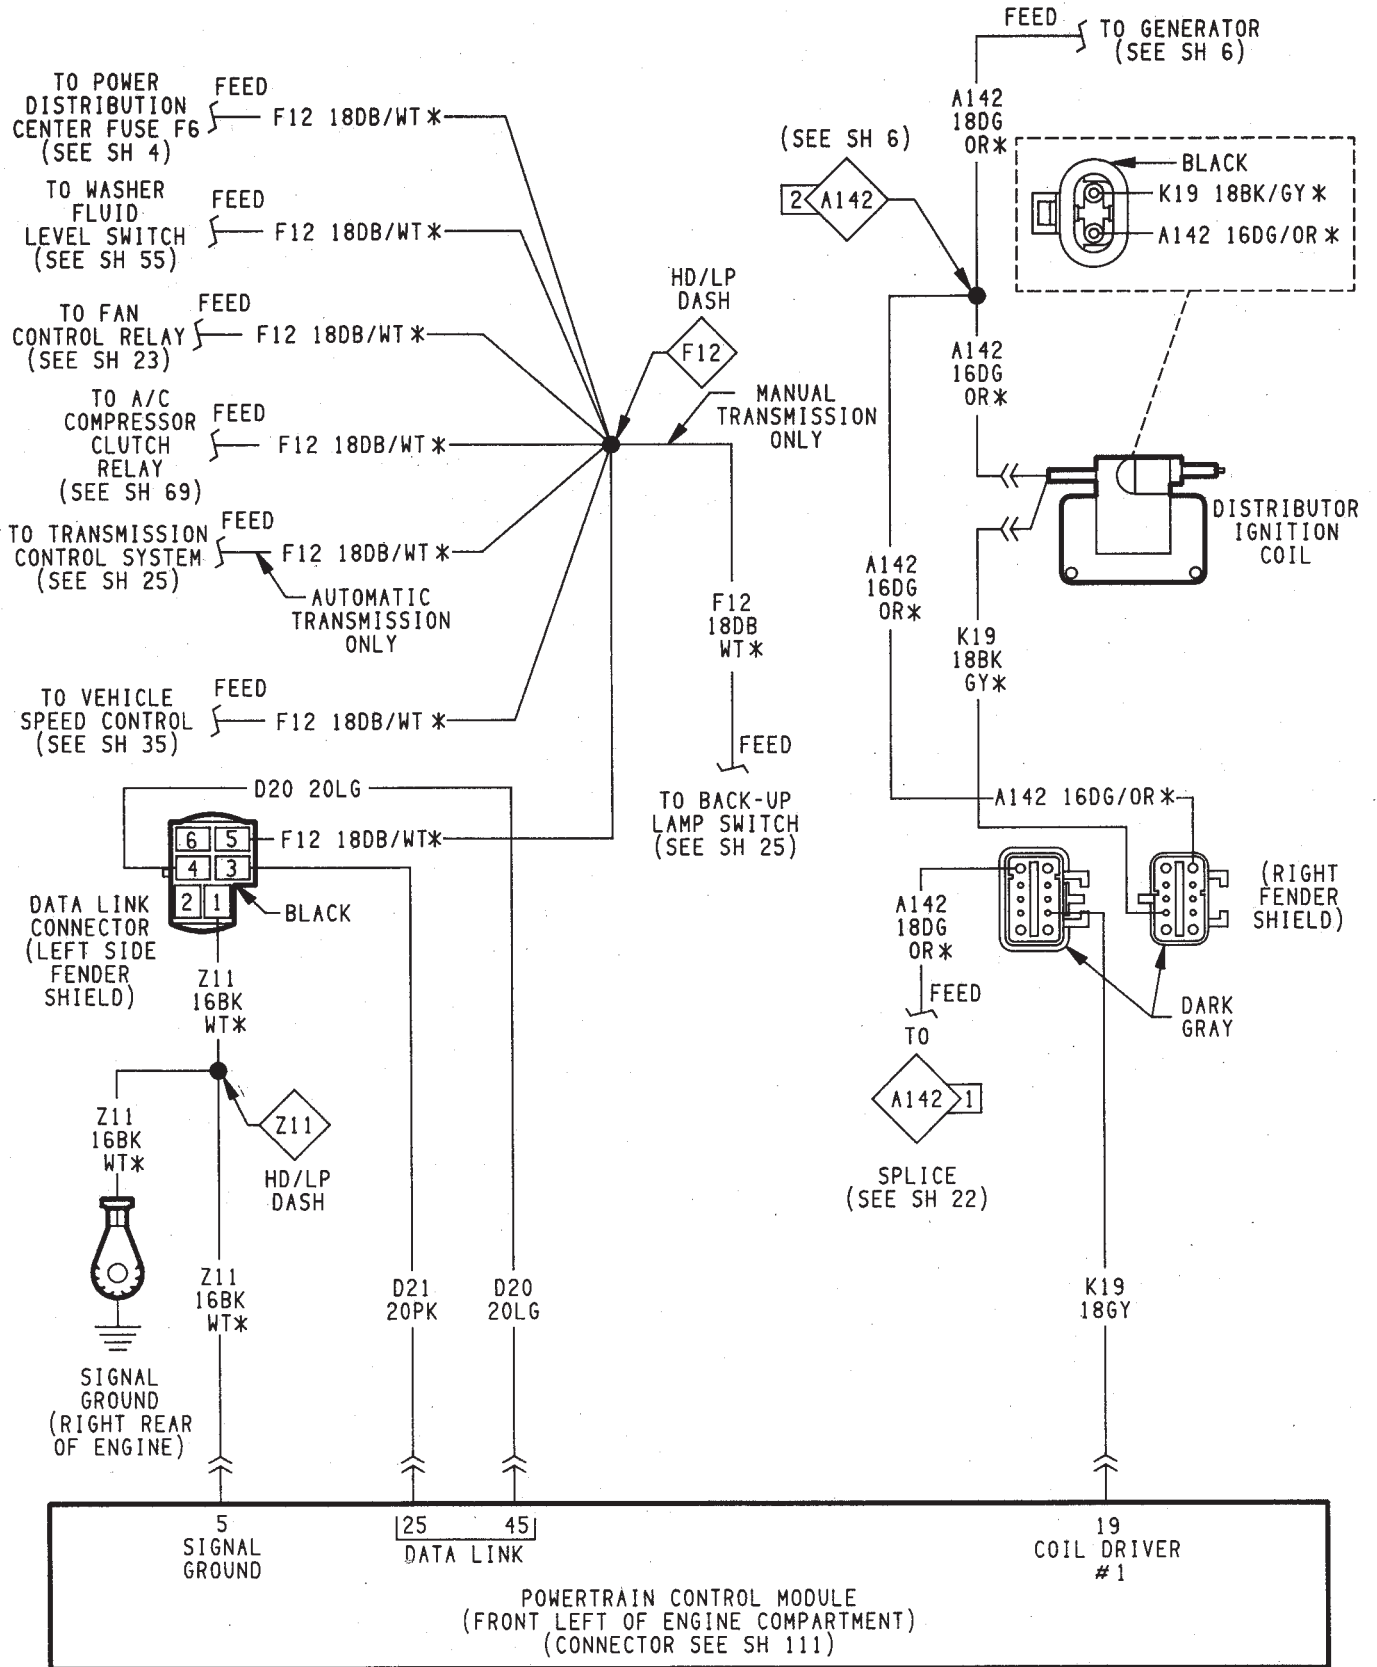 FEED
TO GENERATOR
(SEE SH 6)
TO POWER
DISTRIBUTION
CENTER FUSE F6
(SEE SH 4)
FEED
F12 18DB/WT*
A142
18DG
OR*
(SEE SH 6)
2 A142
BLACK
K19 18BK/GY*
A142 16DG/OR*
TO WASHER
FLUID
LEVEL SWITCH
(SEE SH 55)
FEED
F12 18DB/WT*
HD/LP
DASH
F12
TO FAN
CONTROL RELAY
(SEE SH 23)
FEED
F12 18DB/WT*
A142
16DG
OR*
MANUAL
TRANSMISSION
ONLY
TO A/C
COMPRESSOR
CLUTCH
RELAY
(SEE SH 69)
FEED
F12 18DB/WT*
DISTRIBUTOR
IGNITION
COIL
TO TRANSMISSION
CONTROL SYSTEM
(SEE SH 25)
FEED
F12 18DB/WT*
AUTOMATIC
TRANSMISSION
ONLY
A142
16DG
OR*
F12
18DB
WT*
K19
18BK
GY*
TO VEHICLE
SPEED CONTROL
(SEE SH 35)
FEED
F12 18DB/WT*
FEED
TO BACK-UP
LAMP SWITCH
(SEE SH 25)
D20 20LG
A142 16DG/OR*
6 5
4 3
2 1
F12 18DB/WT*
BLACK
DATA LINK
CONNECTOR
(LEFT SIDE
FENDER
SHIELD)
A142
18DG
OR*
(RIGHT
FENDER
SHIELD)
DARK
GRAY
FEED
TO
A142 1
SPLICE
(SEE SH 22)
Z11
16BK
WT*
Z11
HD/LP
DASH
Z11
16BK
WT*
Z11
16BK
WT*
D21
20PK
D20
20LG
K19
18GY
SIGNAL
GROUND
(RIGHT REAR
OF ENGINE)
5
SIGNAL
GROUND
25 45
DATA LINK
19
COIL DRIVER
#1
POWERTRAIN CONTROL MODULE
(FRONT LEFT OF ENGINE COMPARTMENT)
(CONNECTOR SEE SH 111)